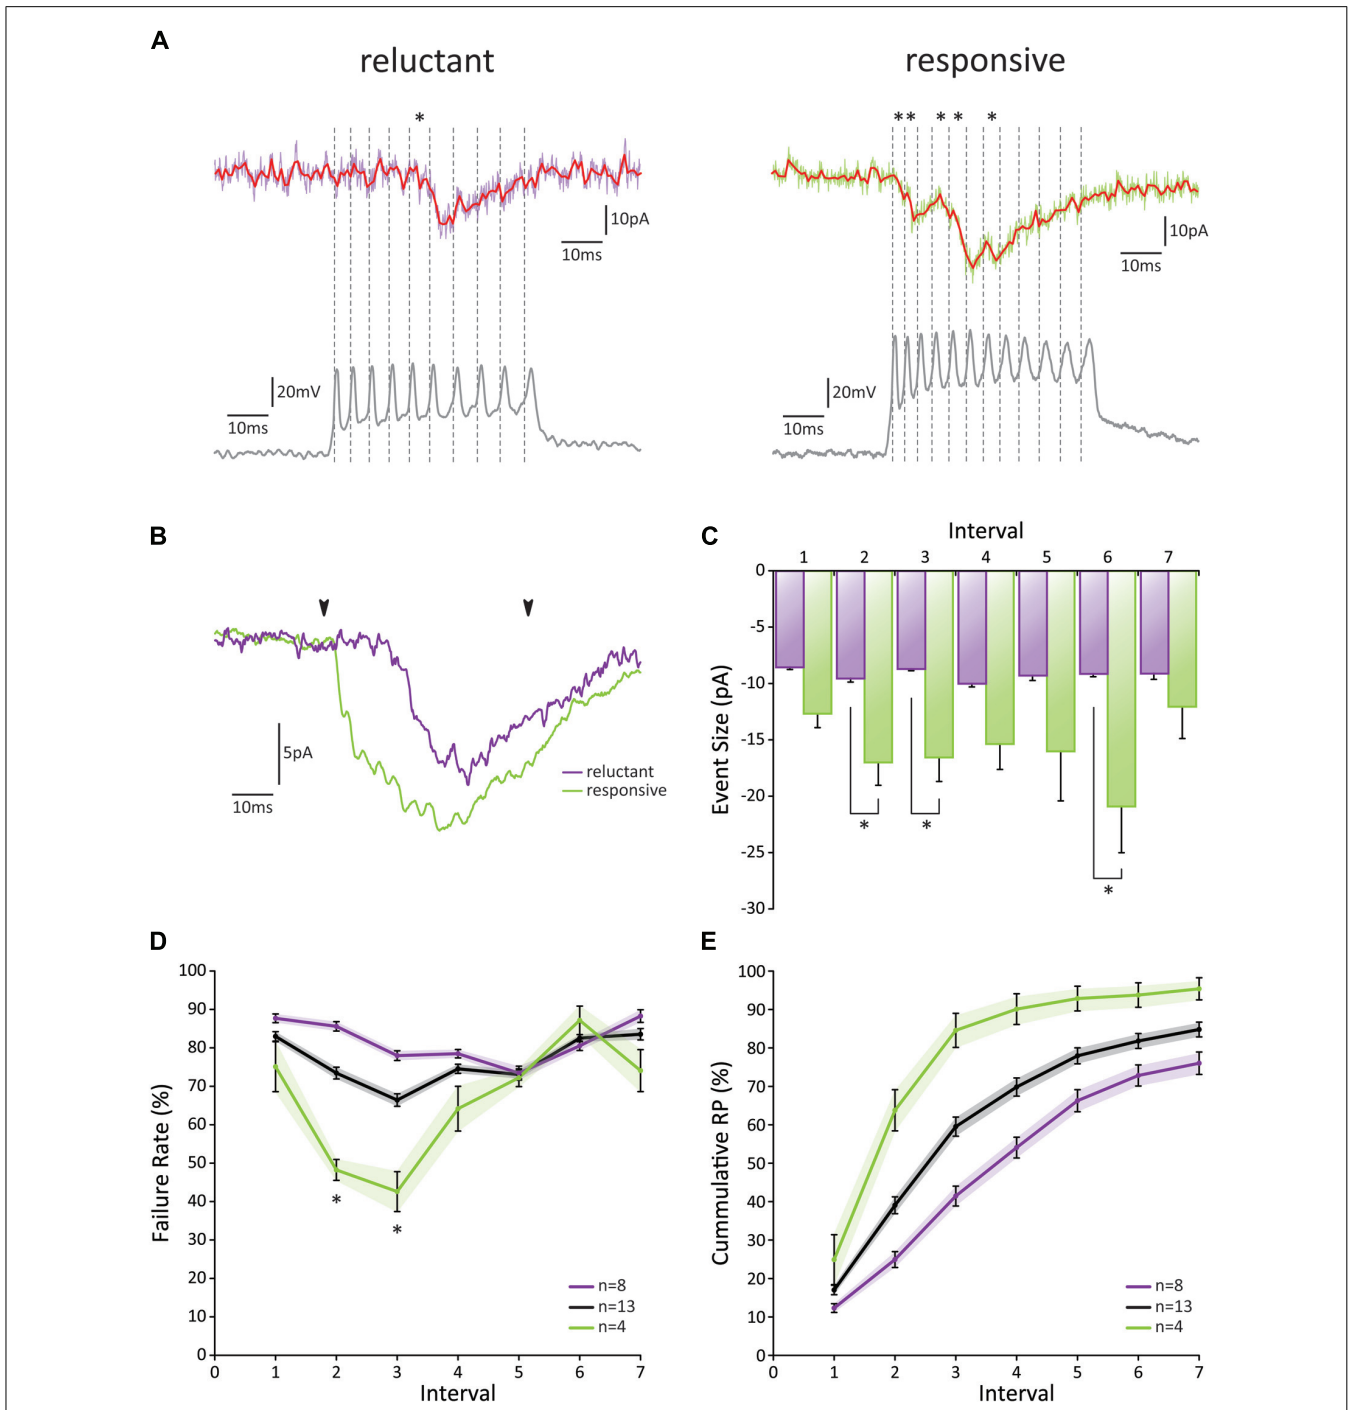 A
reluctant
responsive
*
* * * * *
10pA
10ms
10pA
10ms
20mV
10ms
20mV
10ms
B
5pA
10ms
reluctant
responsive
C
Interval
1 2 3 4 5 6 7
0
-5
-10
-15
-20
-25
-30
Event Size (pA)
* * *
D
100
90
80
70
60
50
40
30
20
10
0
Failure Rate (%)
* *
n=8
n=13
n=4
0 1 2 3 4 5 6 7
Interval
E
100
90
80
70
60
50
40
30
20
10
0
Cummulative RP (%)
n=8
n=13
n=4
0 1 2 3 4 5 6 7
Interval